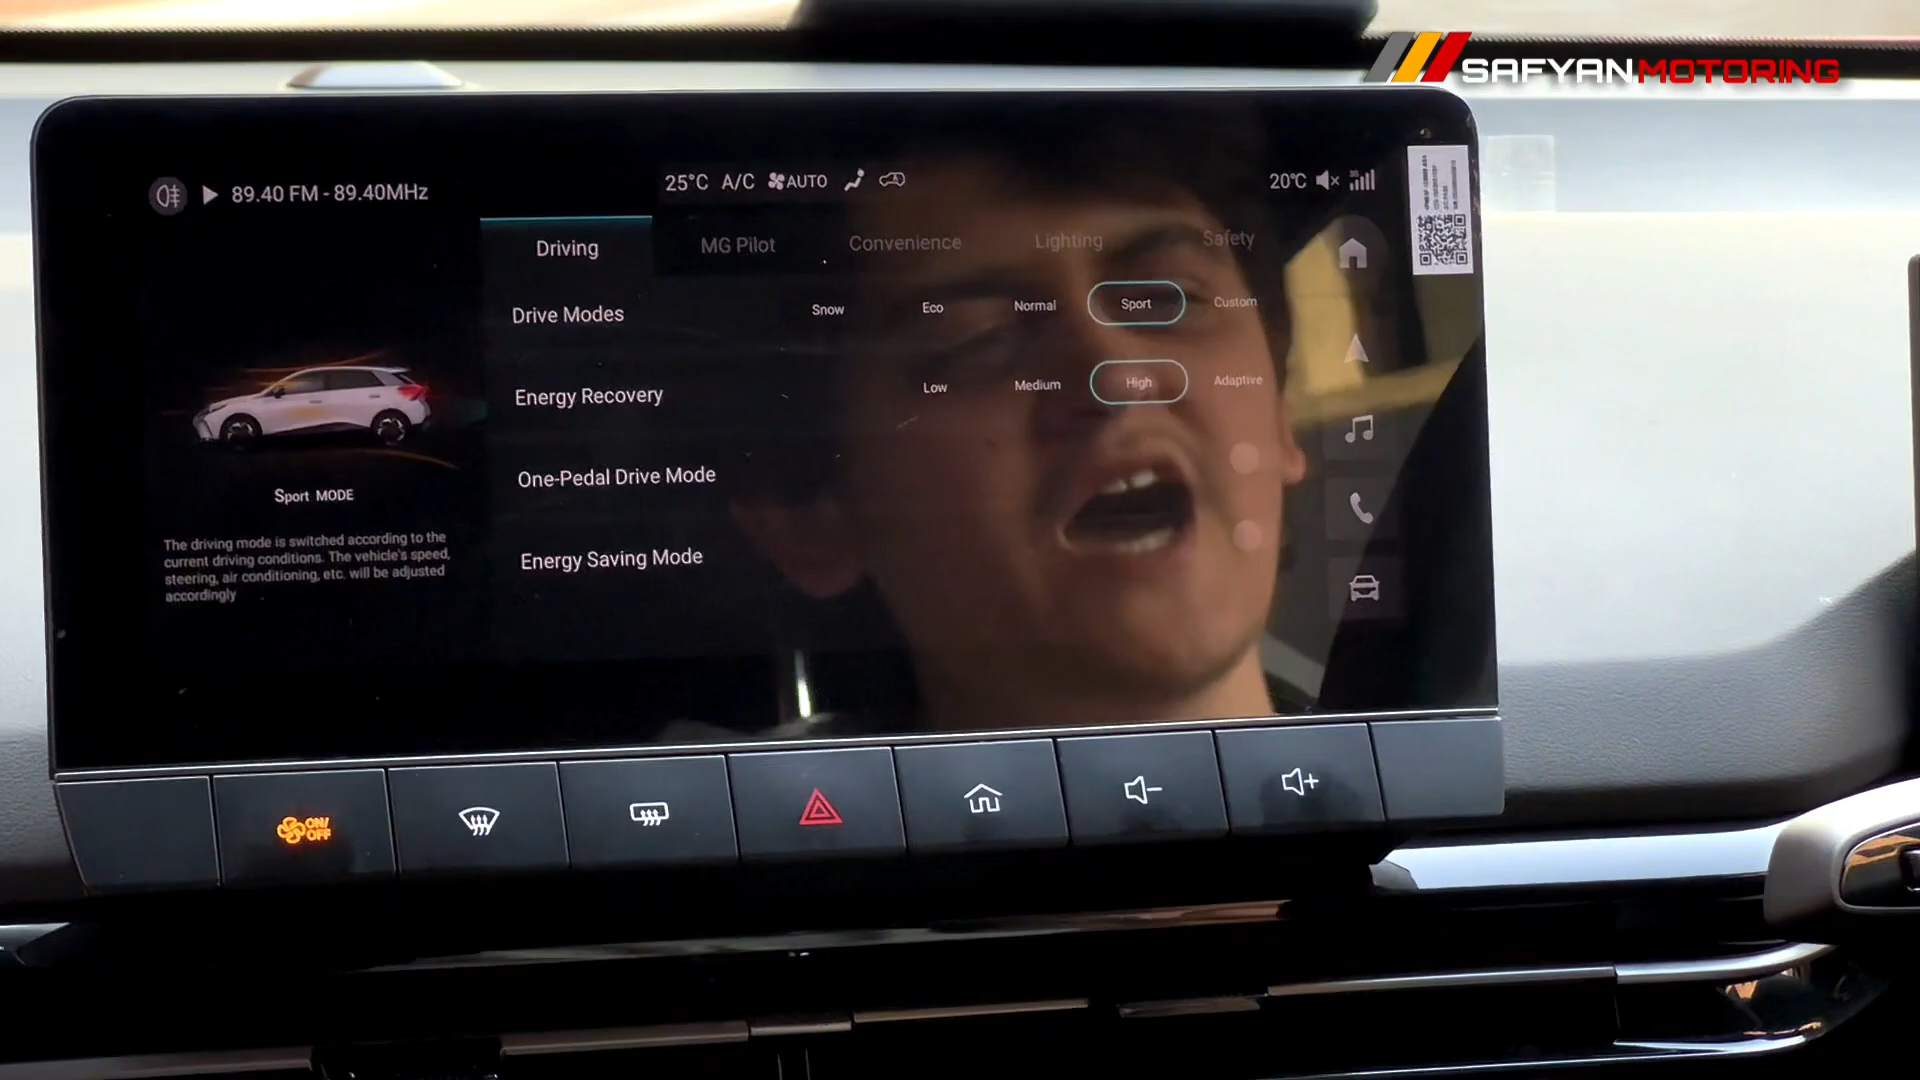 SAFYANMOTORING
89.40 FM - 89.40MHz
25°C A/C AUTO
20°C
Driving
MG Pilot
Convenience
Lighting
Safety
Drive Modes
Snow
Eco
Normal
Sport
Custom
Energy Recovery
Low
Medium
High
Adaptive
One-Pedal Drive Mode
Energy Saving Mode
Sport MODE
The driving mode is switched according to the
current driving conditions. The vehicle's speed,
steering, air conditioning, etc. will be adjusted
accordingly
ON/
OFF